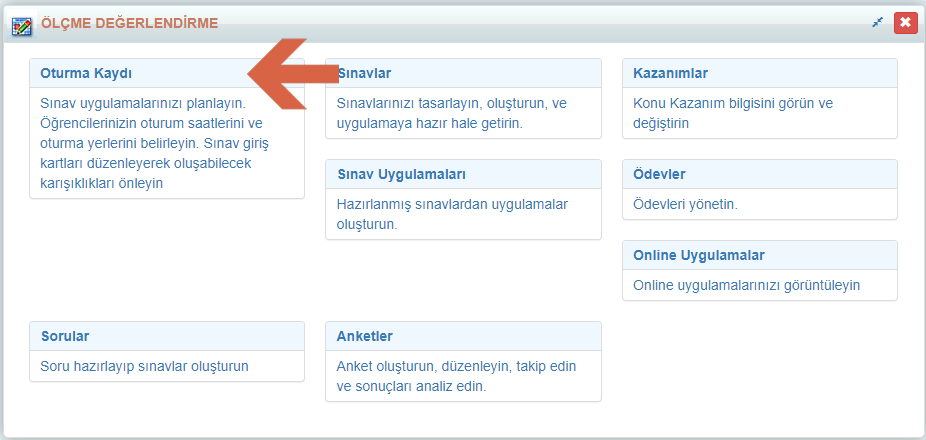 ÖLÇME DEĞERLENDİRME
Oturma Kaydı
Sınav uygulamalarınızı planlayın.
Öğrencilerinizin oturum saatlerini ve
oturma yerlerini belirleyin. Sınav giriş
kartları düzenleyerek oluşabilecek
karışıklıkları önleyin
Sınavlar
Sınavlarınızı tasarlayın, oluşturun, ve
uygulamaya hazır hale getirin.
Kazanımlar
Konu Kazanım bilgisini görün ve
değiştirin
Sınav Uygulamaları
Hazırlanmış sınavlardan uygulamalar
oluşturun.
Ödevler
Ödevleri yönetin.
Online Uygulamalar
Online uygulamalarınızı görüntüleyin
Sorular
Soru hazırlayıp sınavlar oluşturun
Anketler
Anket oluşturun, düzenleyin, takip edin
ve sonuçları analiz edin.